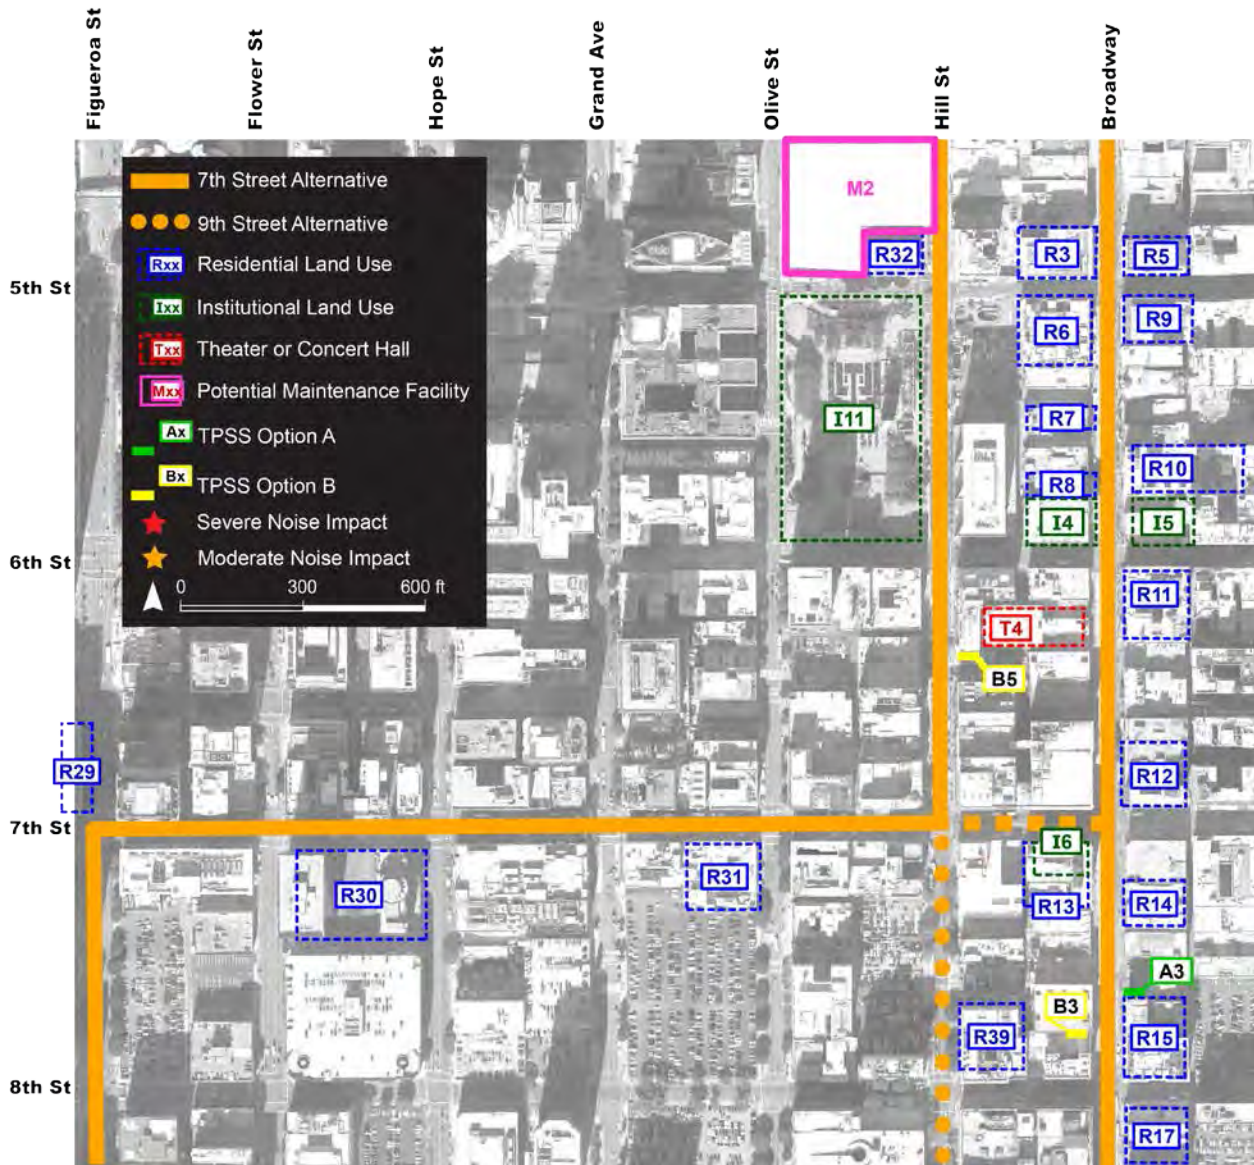 Figueroa St
Flower St
Hope St
Grand Ave
Olive St
Hill St
Broadway
7th Street Alternative
9th Street Alternative
Rxx Residential Land Use
Ixx Institutional Land Use
Txx Theater or Concert Hall
Mxx Potential Maintenance Facility
Ax TPSS Option A
Bx TPSS Option B
Severe Noise Impact
Moderate Noise Impact
0 300 600 ft
M2
R32
R3
R5
5th St
R6
R9
I11
R7
R10
R8
I4
I5
6th St
R11
T4
B5
R29
R12
7th St
I6
R30
R31
R13
R14
A3
B3
R39
R15
8th St
R17